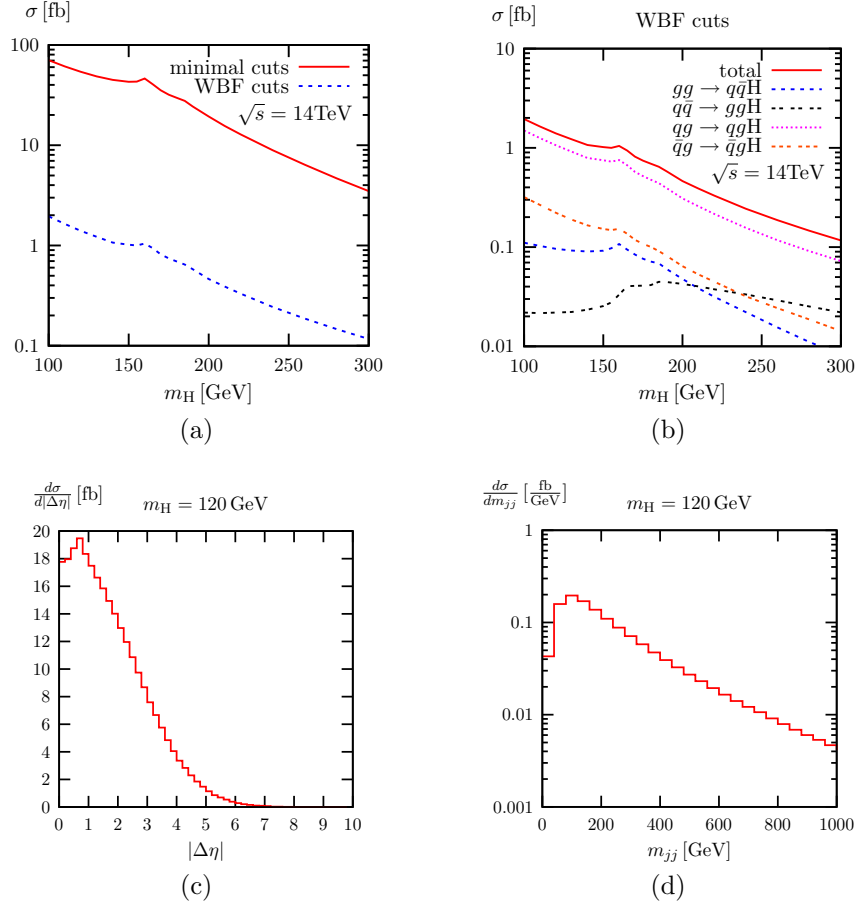 σ [fb]
100
10
1
0.1
minimal cuts
WBF cuts
√s = 14TeV
100 150 200 250 300
m_H [GeV]
(a)
σ [fb]
WBF cuts
10
1
0.1
0.01
total
gg → qq̄H
qq̄ → ggH
qg → qgH
q̄g → q̄gH
√s = 14TeV
100 150 200 250 300
m_H [GeV]
(b)
dσ/d|Δη| [fb]
m_H = 120 GeV
20
18
16
14
12
10
8
6
4
2
0
0 1 2 3 4 5 6 7 8 9 10
|Δη|
(c)
dσ/dm_jj [fb/GeV]
m_H = 120 GeV
1
0.1
0.01
0.001
0 200 400 600 800 1000
m_jj [GeV]
(d)